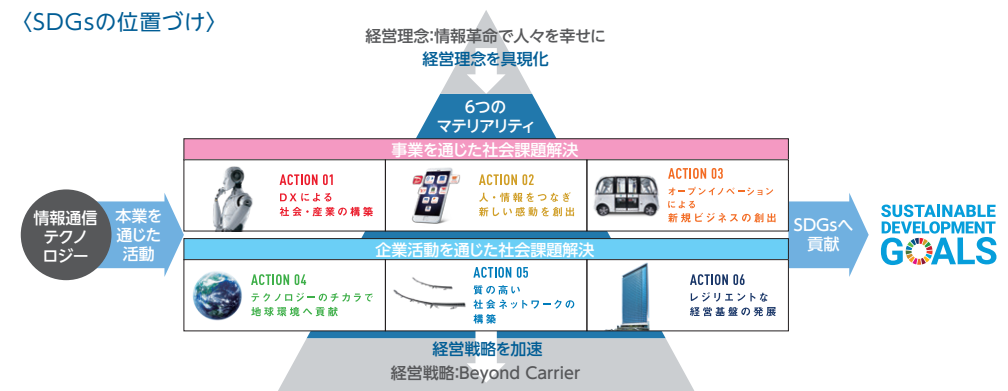 〈SDGsの位置づけ〉
経営理念:情報革命で人々を幸せに
経営理念を具現化
6つの
マテリアリティ
事業を通じた社会課題解決
ACTION 01
DXによる
社会・産業の構築
ACTION 02
人・情報をつなぎ
新しい感動を創出
ACTION 03
オープンイノベーション
による
新規ビジネスの創出
情報通信
テクノ
ロジー
本業を
通じた
活動
企業活動を通じた社会課題解決
ACTION 04
テクノロジーのチカラで
地球環境へ貢献
ACTION 05
質の高い
社会ネットワークの
構築
ACTION 06
レジリエントな
経営基盤の発展
SDGsへ
貢献
SUSTAINABLE
DEVELOPMENT
GOALS
経営戦略を加速
経営戦略:Beyond Carrier